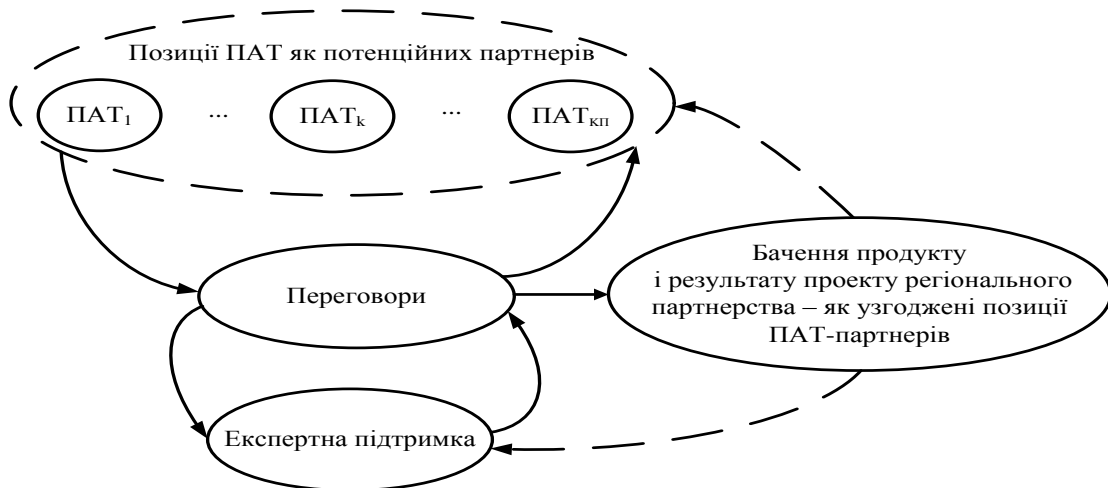 Позиції ПАТ як потенційних партнерів
ПАТ₁ ... ПАТₖ ... ПАТкп
Переговори
Бачення продукту
і результату проекту регіонального
партнерства – як узгоджені позиції
ПАТ-партнерів
Експертна підтримка